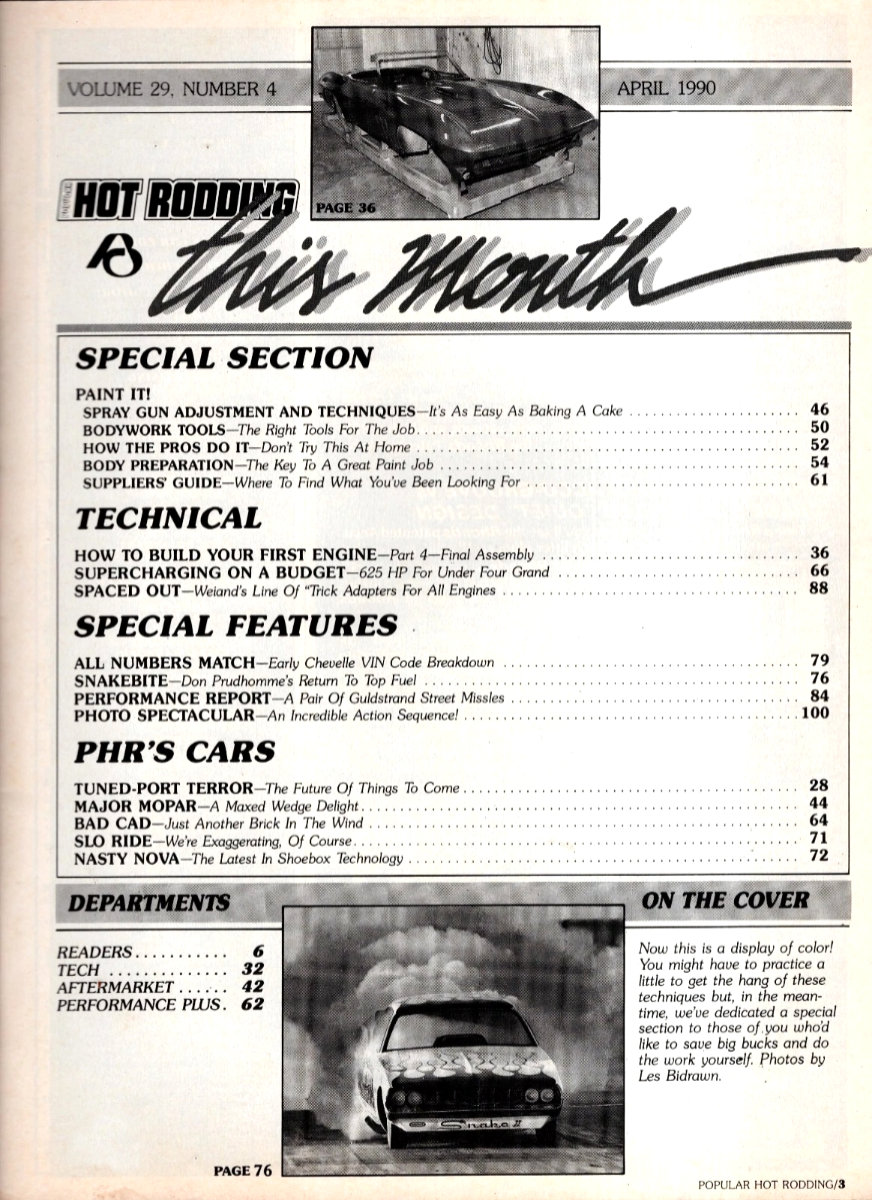 VOLUME 29, NUMBER 4
APRIL 1990
PAGE 36
HOT RODDING
this Month
SPECIAL SECTION
PAINT IT!
SPRAY GUN ADJUSTMENT AND TECHNIQUES—It's As Easy As Baking A Cake 46
BODYWORK TOOLS—The Right Tools For The Job 50
HOW THE PROS DO IT—Don't Try This At Home 52
BODY PREPARATION—The Key To A Great Paint Job 54
SUPPLIERS' GUIDE—Where To Find What You've Been Looking For 61
TECHNICAL
HOW TO BUILD YOUR FIRST ENGINE—Part 4—Final Assembly 36
SUPERCHARGING ON A BUDGET—625 HP For Under Four Grand 66
SPACED OUT—Weiand's Line Of "Trick Adapters For All Engines 88
SPECIAL FEATURES
ALL NUMBERS MATCH—Early Chevelle VIN Code Breakdown 79
SNAKEBITE—Don Prudhomme's Return To Top Fuel 76
PERFORMANCE REPORT—A Pair Of Guldstrand Street Missles 84
PHOTO SPECTACULAR—An Incredible Action Sequence! 100
PHR'S CARS
TUNED-PORT TERROR—The Future Of Things To Come 28
MAJOR MOPAR—A Maxed Wedge Delight 44
BAD CAD—Just Another Brick In The Wind 64
SLO RIDE—We're Exaggerating, Of Course 71
NASTY NOVA—The Latest In Shoebox Technology 72
DEPARTMENTS
READERS 6
TECH 32
AFTERMARKET 42
PERFORMANCE PLUS 62
Snake II
PAGE 76
ON THE COVER
Now this is a display of color!
You might have to practice a
little to get the hang of these
techniques but, in the mean-
time, we've dedicated a special
section to those of you who'd
like to save big bucks and do
the work yourself. Photos by
Les Bidrawn.
POPULAR HOT RODDING/3